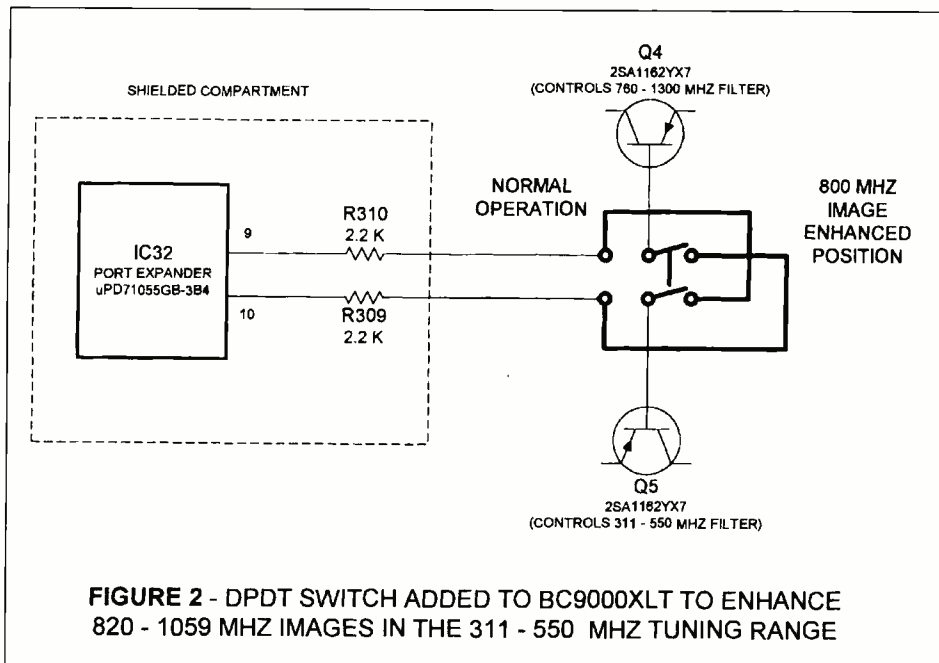 Q4
2SA1162YX7
(CONTROLS 760 - 1300 MHZ FILTER)
SHIELDED COMPARTMENT
NORMAL
OPERATION
800 MHZ
IMAGE
ENHANCED
POSITION
IC32
PORT EXPANDER
uPD71055GB-3B4
9
R310
2.2 K
10
R309
2.2 K
Q5
2SA1162YX7
(CONTROLS 311 - 550 MHZ FILTER)
FIGURE 2 - DPDT SWITCH ADDED TO BC9000XLT TO ENHANCE
820 - 1059 MHZ IMAGES IN THE 311 - 550 MHZ TUNING RANGE